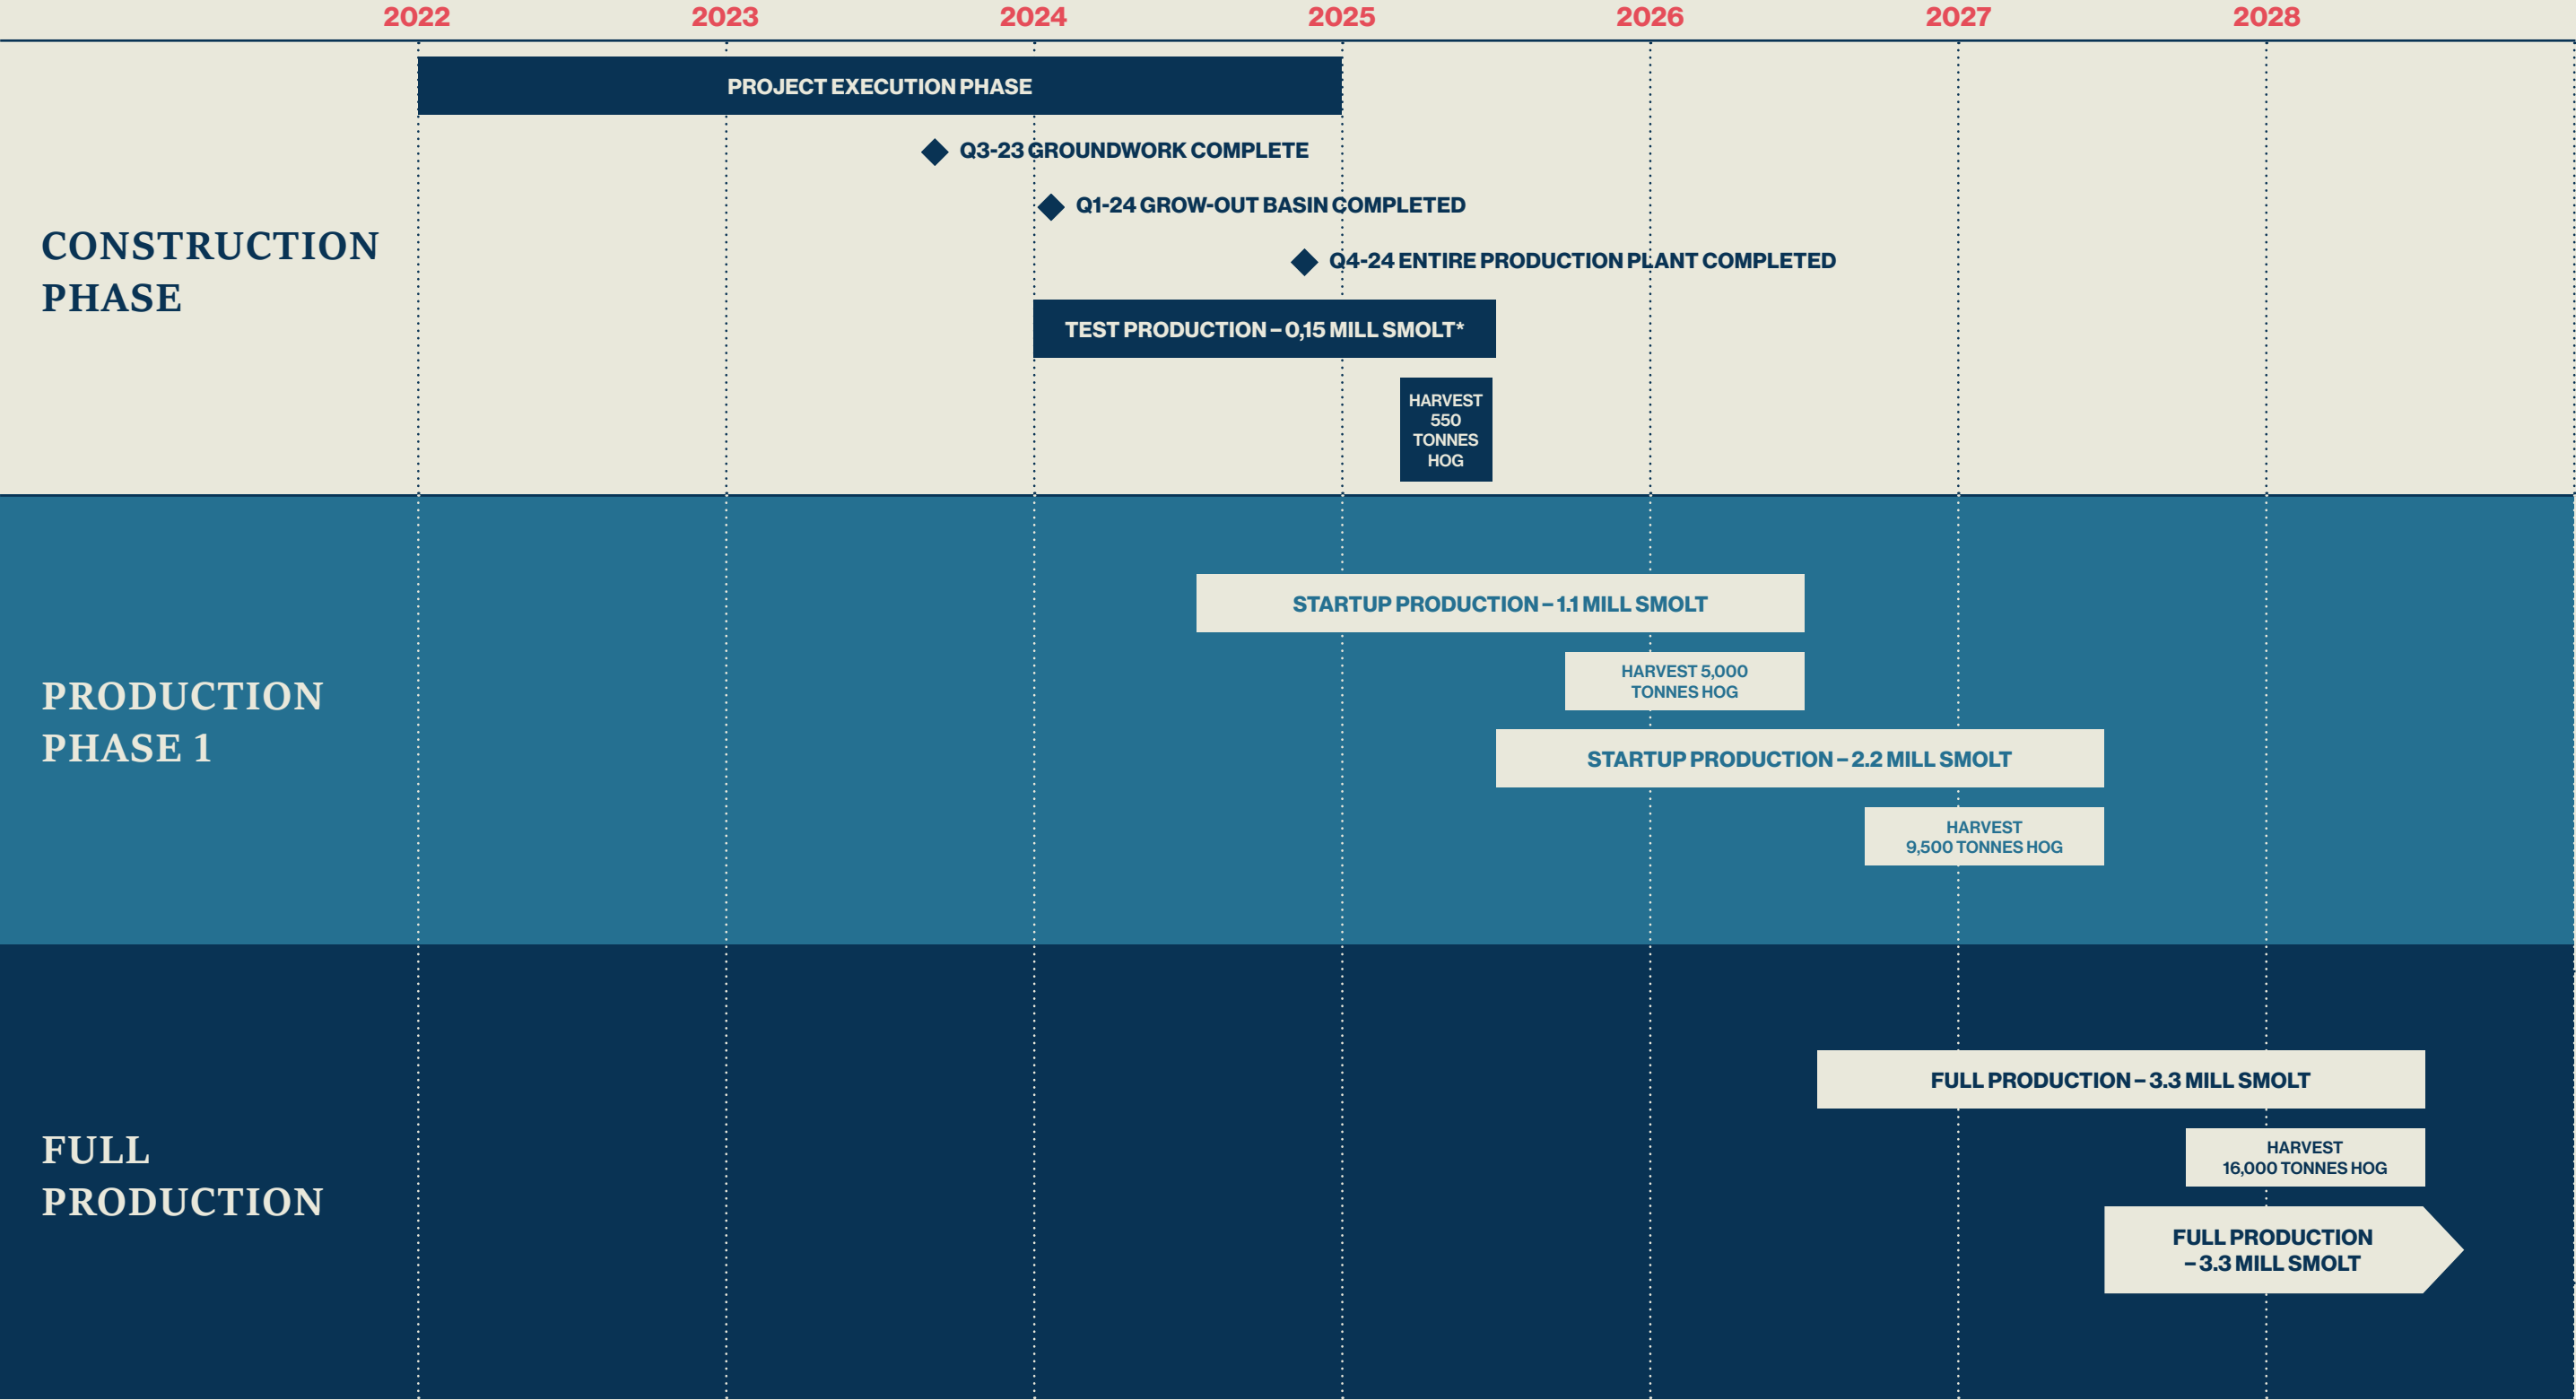 2022 2023 2024 2025 2026 2027 2028
PROJECT EXECUTION PHASE
Q3-23 GROUNDWORK COMPLETE
Q1-24 GROW-OUT BASIN COMPLETED
Q4-24 ENTIRE PRODUCTION PLANT COMPLETED
CONSTRUCTION
PHASE
TEST PRODUCTION – 0,15 MILL SMOLT*
HARVEST
550
TONNES
HOG
PRODUCTION
PHASE 1
STARTUP PRODUCTION – 1.1 MILL SMOLT
HARVEST 5,000
TONNES HOG
STARTUP PRODUCTION – 2.2 MILL SMOLT
HARVEST
9,500 TONNES HOG
FULL
PRODUCTION
FULL PRODUCTION – 3.3 MILL SMOLT
HARVEST
16,000 TONNES HOG
FULL PRODUCTION
– 3.3 MILL SMOLT